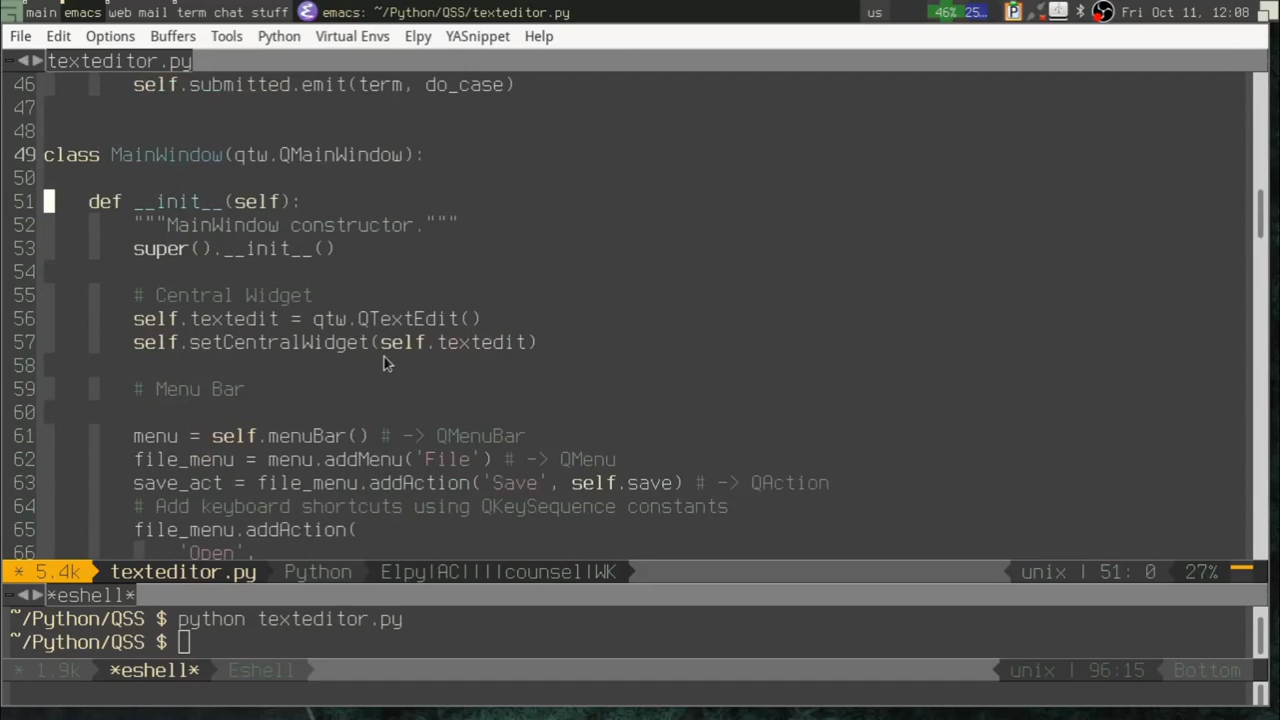 main emacs web mail term chat stuff emacs: ~/Python/QSS/texteditor.py us 46% 25... Fri Oct 11, 12:08
File Edit Options Buffers Tools Python Virtual Envs Elpy YASnippet Help
texteditor.py
46 self.submitted.emit(term, do_case)
47
48
49 class MainWindow(qtw.QMainWindow):
50
51 def __init__(self):
52 """MainWindow constructor."""
53 super().__init__()
54
55 # Central Widget
56 self.textedit = qtw.QTextEdit()
57 self.setCentralWidget(self.textedit)
58
59 # Menu Bar
60
61 menu = self.menuBar() # -> QMenuBar
62 file_menu = menu.addMenu('File') # -> QMenu
63 save_act = file_menu.addAction('Save', self.save) # -> QAction
64 # Add keyboard shortcuts using QKeySequence constants
65 file_menu.addAction(
66 'Open',
* 5.4k texteditor.py Python Elpy|AC||||counsel|WK unix | 51: 0 27%
*eshell*
~/Python/QSS $ python texteditor.py
~/Python/QSS $
* 1.9k *eshell* Eshell unix | 96:15 Bottom